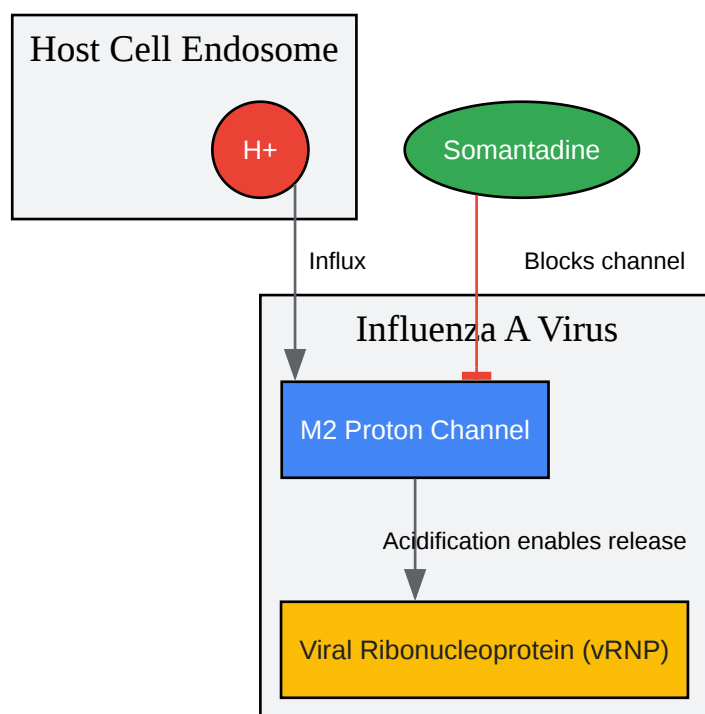 Host Cell Endosome
H+
Somantadine
Influx
Blocks channel
Influenza A Virus
M2 Proton Channel
Acidification enables release
Viral Ribonucleoprotein (vRNP)